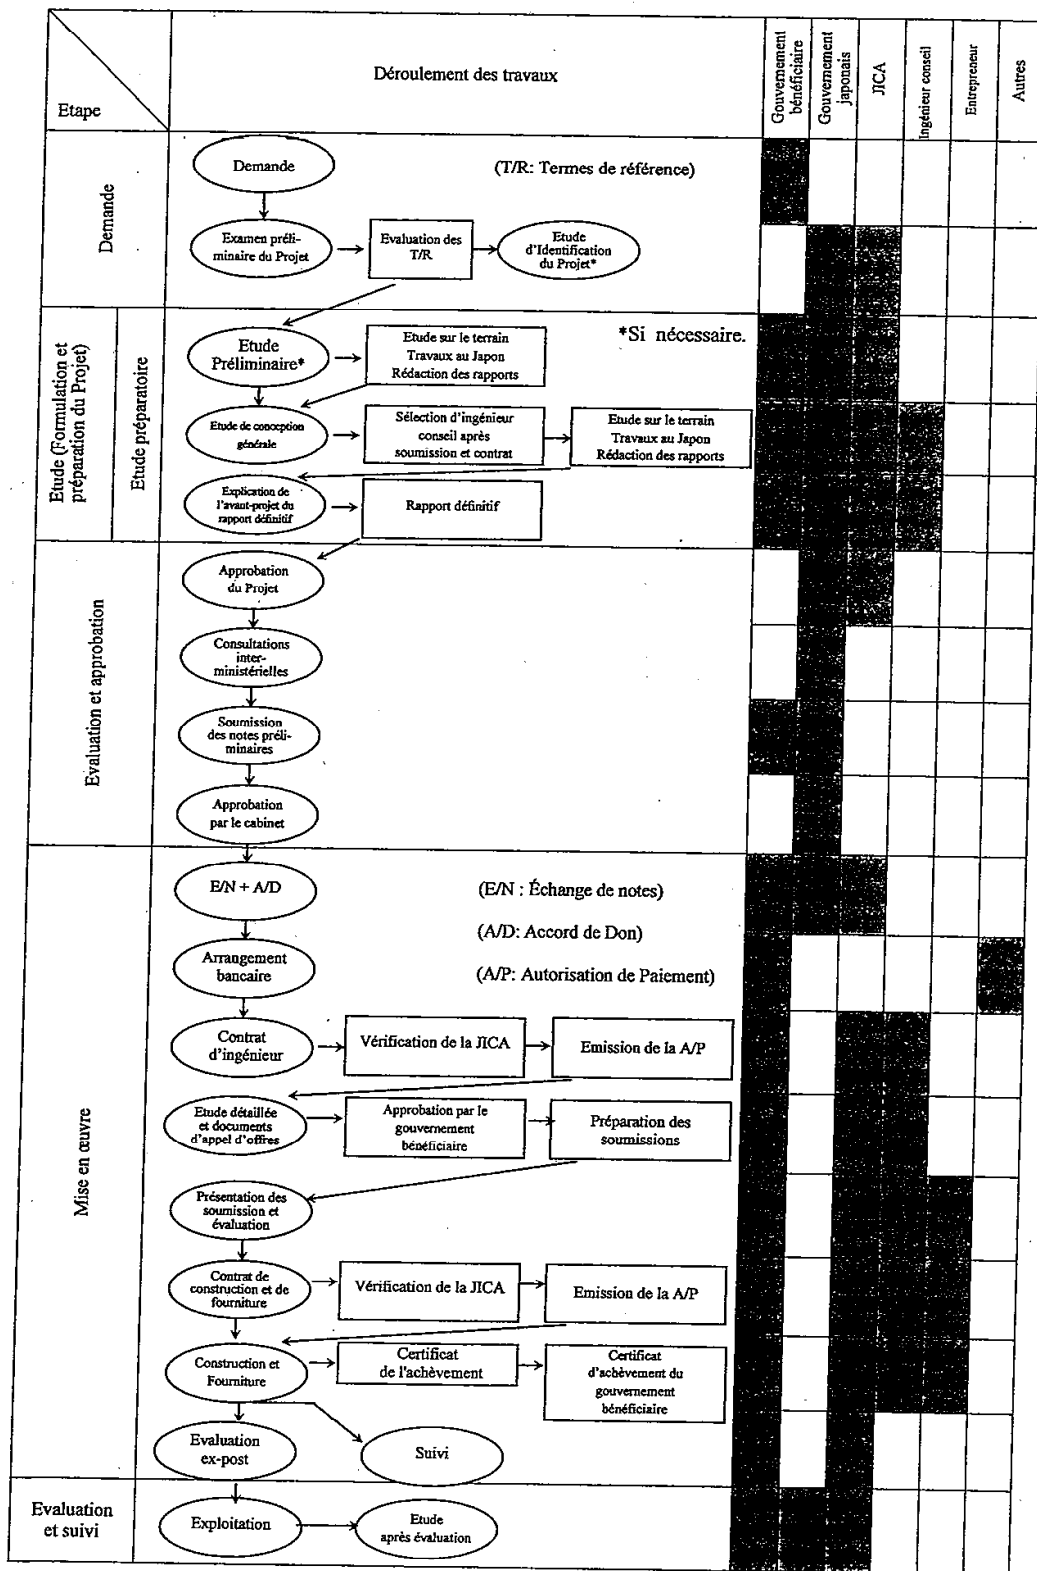 Etape
Déroulement des travaux
Gouvernement
bénéficiaire
Gouvernement
japonais
JICA
Ingénieur conseil
Entrepreneur
Autres
Demande
Demande
(T/R: Termes de référence)
Examen préli-
minaire du Projet
Evaluation des
T/R
Etude
d'Identification
du Projet*
Etude (Formulation et
préparation du Projet)
Etude préparatoire
*Si nécessaire.
Etude
Préliminaire*
Etude sur le terrain
Travaux au Japon
Rédaction des rapports
Etude de conception
générale
Sélection d'ingénieur
conseil après
soumission et contrat
Etude sur le terrain
Travaux au Japon
Rédaction des rapports
Explication de
l'avant-projet du
rapport définitif
Rapport définitif
Evaluation et approbation
Approbation
du Projet
Consultations
inter-
ministérielles
Soumission
des notes préli-
minaires
Approbation
par le cabinet
Mise en œuvre
E/N + A/D
(E/N : Échange de notes)
(A/D: Accord de Don)
Arrangement
bancaire
(A/P: Autorisation de Paiement)
Contrat
d'ingénieur
Vérification de la JICA
Emission de la A/P
Etude détaillée
et documents
d'appel d'offres
Approbation par le
gouvernement
bénéficiaire
Préparation des
soumissions
Présentation des
soumission et
évaluation
Contrat de
construction et de
fourniture
Vérification de la JICA
Emission de la A/P
Construction et
Fourniture
Certificat
de l'achèvement
Certificat
d'achèvement du
gouvernement
bénéficiaire
Evaluation
ex-post
Suivi
Evaluation
et suivi
Exploitation
Etude
après évaluation